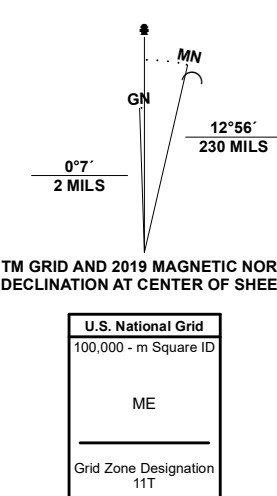 MN
GN
12°56´
230 MILS
0°7´
2 MILS
TM GRID AND 2019 MAGNETIC NOR
DECLINATION AT CENTER OF SHEE
U.S. National Grid
100,000 - m Square ID
ME
Grid Zone Designation
11T